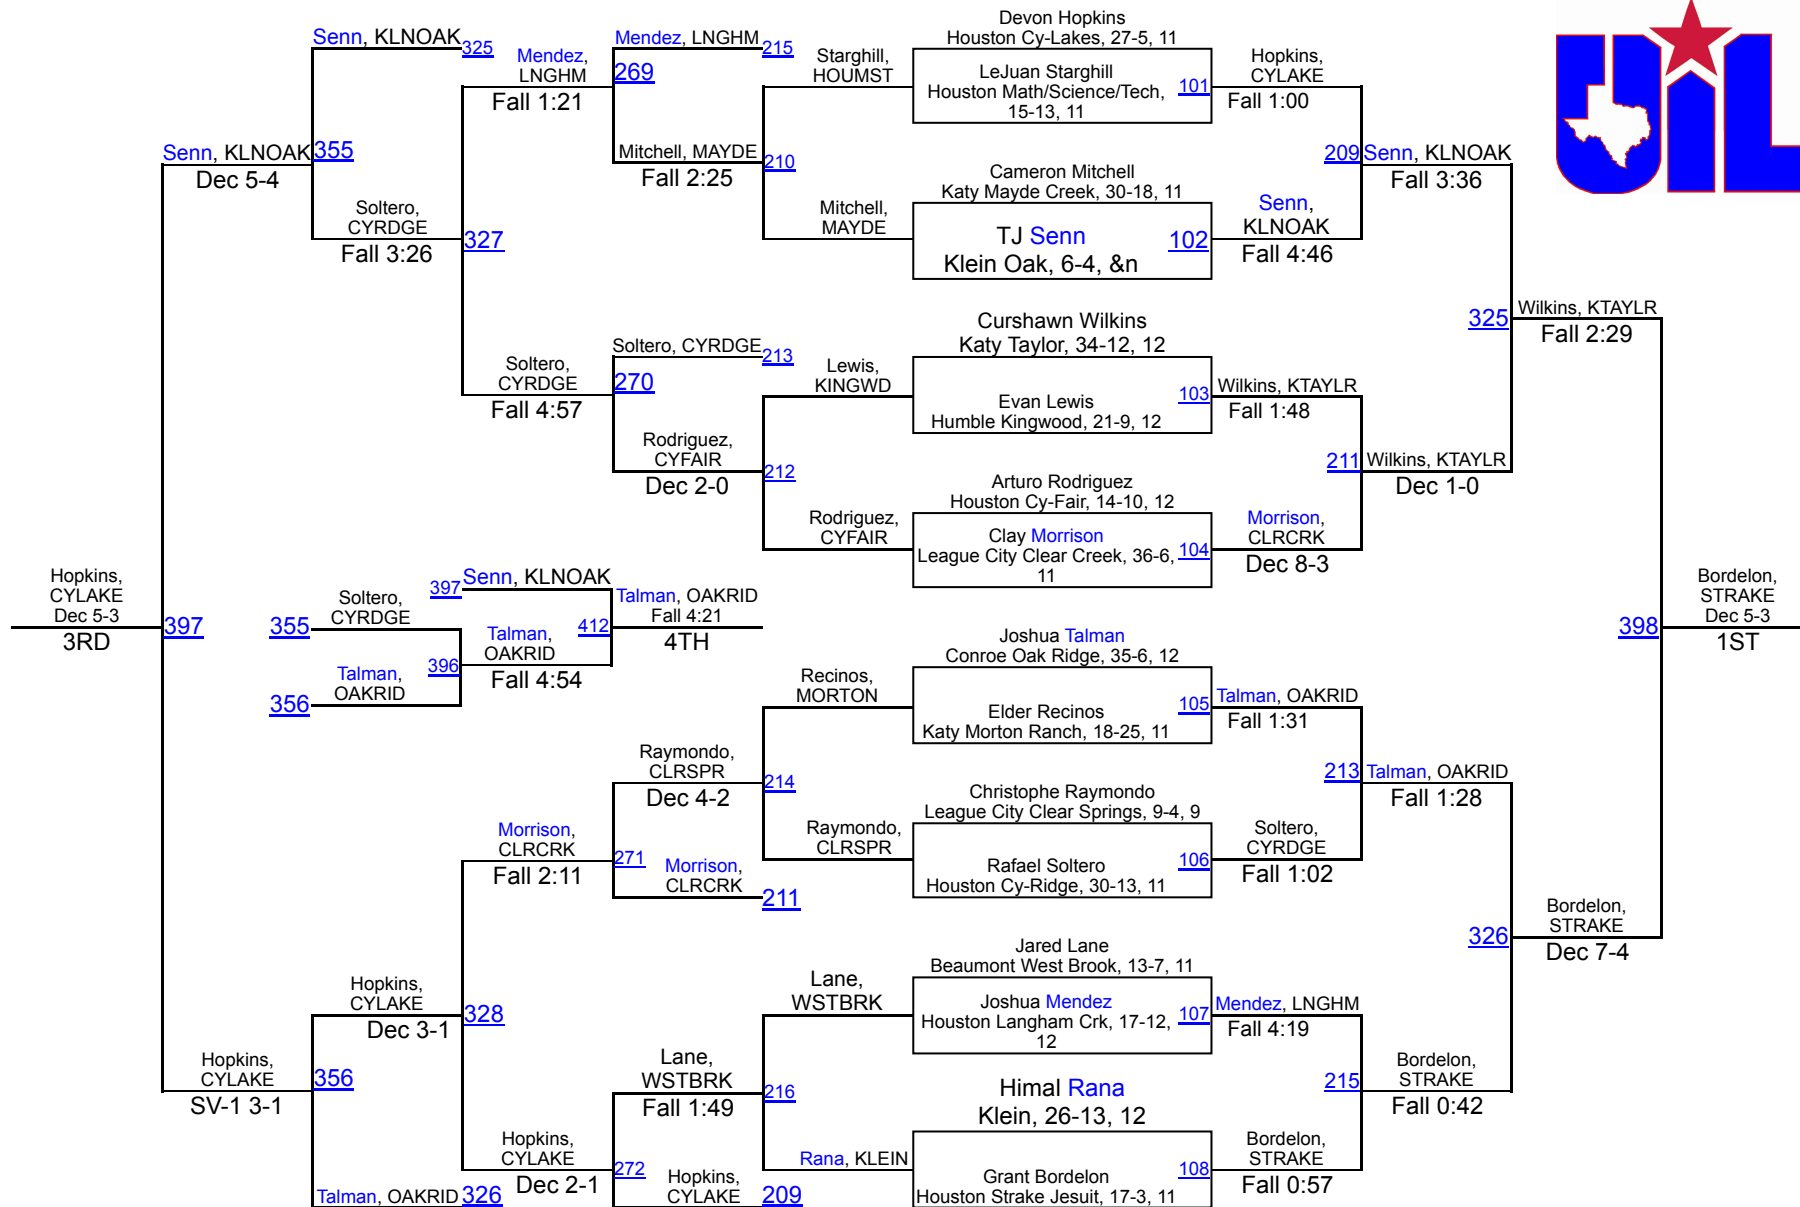 Senn, KLNOAK
325
Mendez,
LNGHM
Fall 1:21
Mendez, LNGHM
215
269
Mitchell, MAYDE
Fall 2:25
210
Starghill,
HOUMST
Mitchell,
MAYDE
Devon Hopkins
Houston Cy-Lakes, 27-5, 11
LeJuan Starghill
Houston Math/Science/Tech,
15-13, 11
101
Hopkins,
CYLAKE
Fall 1:00
Cameron Mitchell
Katy Mayde Creek, 30-18, 11
TJ Senn
Klein Oak, 6-4, &n
102
Senn,
KLNOAK
Fall 4:46
209
Senn, KLNOAK
Fall 3:36
UIL
Senn, KLNOAK
Dec 5-4
355
Soltero,
CYRDGE
Fall 3:26
327
Soltero,
CYRDGE
Fall 4:57
Soltero, CYRDGE
213
270
Rodriguez,
CYFAIR
Dec 2-0
212
Lewis,
KINGWD
Rodriguez,
CYFAIR
Curshawn Wilkins
Katy Taylor, 34-12, 12
Evan Lewis
Humble Kingwood, 21-9, 12
103
Wilkins, KTAYLR
Fall 1:48
Arturo Rodriguez
Houston Cy-Fair, 14-10, 12
Clay Morrison
League City Clear Creek, 36-6,
11
104
Morrison,
CLRCRK
Dec 8-3
211
Wilkins, KTAYLR
Dec 1-0
325
Wilkins, KTAYLR
Fall 2:29
Hopkins,
CYLAKE
Dec 5-3
3RD
397
355
Soltero,
CYRDGE
356
Talman,
OAKRID
396
397
Senn, KLNOAK
Talman,
OAKRID
Fall 4:54
412
Talman, OAKRID
Fall 4:21
4TH
398
Bordelon,
STRAKE
Dec 5-3
1ST
Recinos,
MORTON
Joshua Talman
Conroe Oak Ridge, 35-6, 12
Elder Recinos
Katy Morton Ranch, 18-25, 11
105
Talman, OAKRID
Fall 1:31
Raymondo,
CLRSPR
Dec 4-2
214
Raymondo,
CLRSPR
Christophe Raymondo
League City Clear Springs, 9-4, 9
Rafael Soltero
Houston Cy-Ridge, 30-13, 11
106
Soltero,
CYRDGE
Fall 1:02
213
Talman, OAKRID
Fall 1:28
Morrison,
CLRCRK
Fall 2:11
271
Morrison,
CLRCRK
211
326
Bordelon,
STRAKE
Dec 7-4
Hopkins,
CYLAKE
Dec 3-1
328
Lane,
WSTBRK
Jared Lane
Beaumont West Brook, 13-7, 11
Joshua Mendez
Houston Langham Crk, 17-12,
12
107
Mendez, LNGHM
Fall 4:19
Hopkins,
CYLAKE
SV-1 3-1
356
Lane,
WSTBRK
Fall 1:49
216
Rana, KLEIN
Himal Rana
Klein, 26-13, 12
Grant Bordelon
Houston Strake Jesuit, 17-3, 11
108
Bordelon,
STRAKE
Fall 0:57
215
Bordelon,
STRAKE
Fall 0:42
Talman, OAKRID
326
Hopkins,
CYLAKE
Dec 2-1
272
Hopkins,
CYLAKE
209